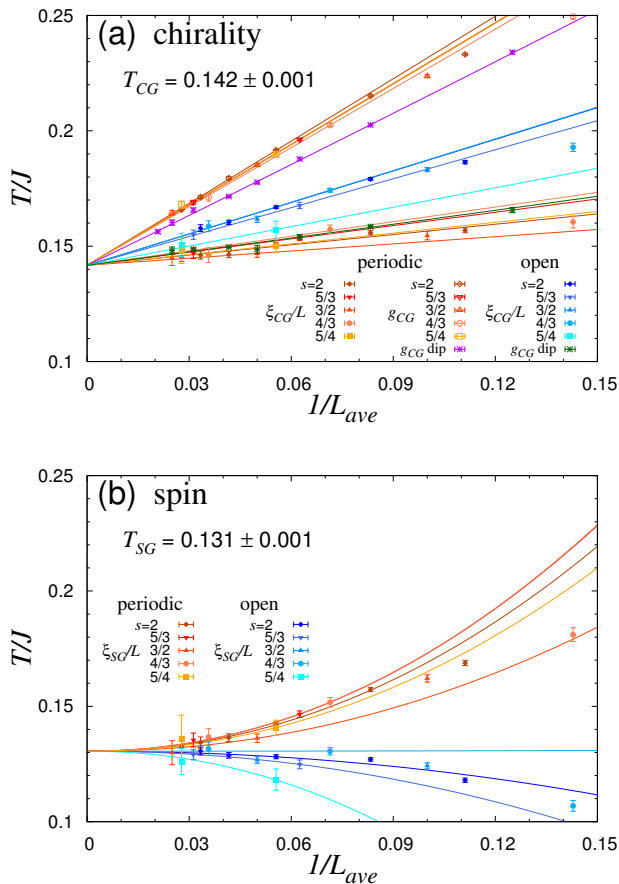 (a) chirality
T_CG = 0.142 ± 0.001
T/J
0.25
0.2
0.15
0.1
periodic open
s=2 s=2 s=2
5/3 5/3 5/3
ξ_CG/L 3/2 g_CG 3/2 ξ_CG/L 3/2
4/3 4/3 4/3
5/4 5/4 5/4
g_CG dip g_CG dip
0 0.03 0.06 0.09 0.12 0.15
1/L_ave
(b) spin
T_SG = 0.131 ± 0.001
T/J
0.25
0.2
0.15
0.1
periodic open
s=2 s=2
5/3 5/3
ξ_SG/L 3/2 ξ_SG/L 3/2
4/3 4/3
5/4 5/4
0 0.03 0.06 0.09 0.12 0.15
1/L_ave